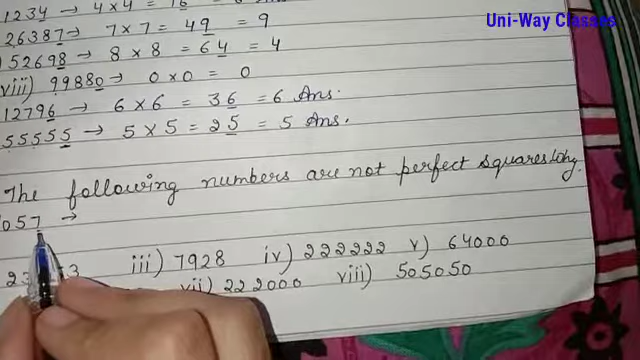 Uni-Way Classes
1234 → 4 × 4 = 16 =
26387 → 7 × 7 = 49 = 9
52698 → 8 × 8 = 64 = 4
viii) 99880 → 0 × 0 = 0
12796 → 6 × 6 = 36 = 6 Ans.
55555 → 5 × 5 = 25 = 5 Ans.
The following numbers are not perfect squares. Why.
057 →
iii) 7928 iv) 222222 v) 64000
vii) 222000 viii) 505050